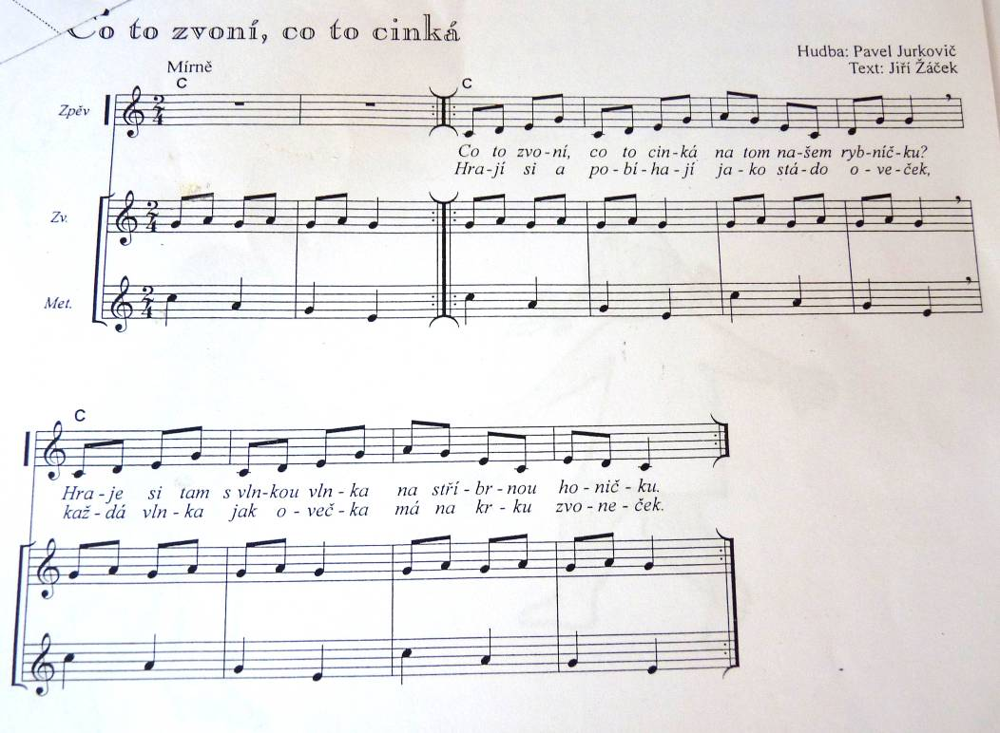 Co to zvoní, co to cinká
Hudba: Pavel Jurkovič
Text: Jiří Žáček
Mírně
C C
Zpěv
Co to zvo-ní, co to cin-ká na tom na-šem ryb-níč-ku?
Hra-jí si a po-bí-ha-jí ja-ko stá-do o-ve-ček,
Zv.
Met.
C
Hra-je si tam s vln-kou vln-ka na stří-br-nou ho-nič-ku.
kaž-dá vln-ka jak o-več-ka má na kr-ku zvo-ne-ček.